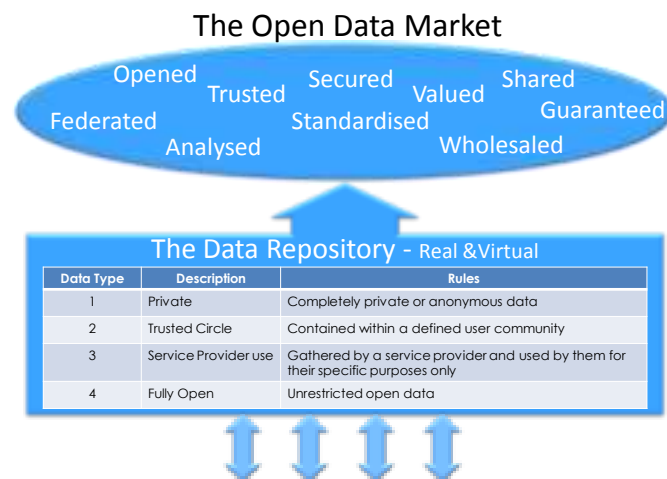 The Open Data Market
Opened
Secured
Shared
Trusted
Valued
Guaranteed
Federated
Standardised
Analysed
Wholesaled
The Data Repository - Real &Virtual
Data Type Description Rules
1 Private Completely private or anonymous data
2 Trusted Circle Contained within a defined user community
3 Service Provider use Gathered by a service provider and used by them for
their specific purposes only
4 Fully Open Unrestricted open data